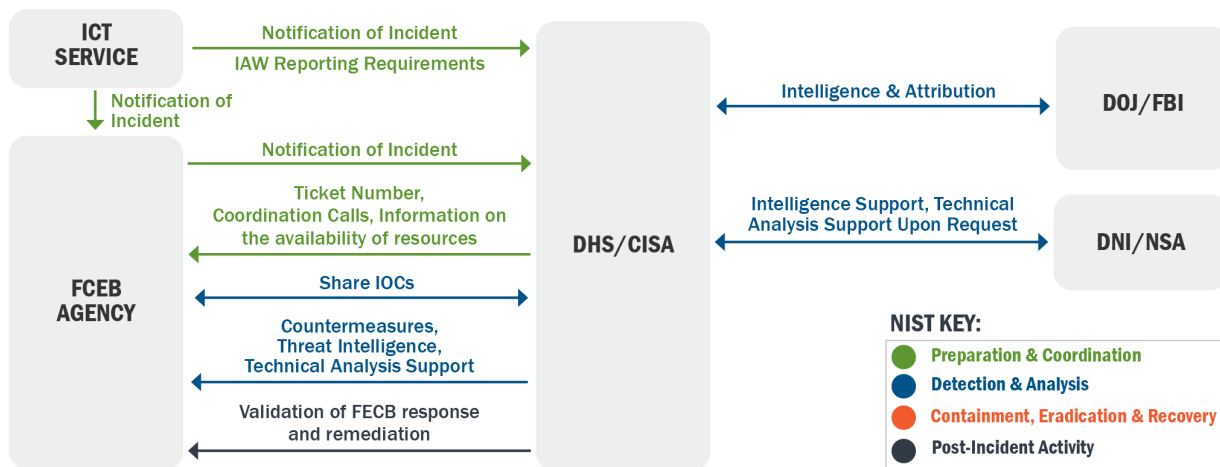 ICT
SERVICE
Notification of Incident
IAW Reporting Requirements
Notification of
Incident
FCEB
AGENCY
Notification of Incident
Ticket Number,
Coordination Calls, Information on
the availability of resources
Share IOCs
Countermeasures,
Threat Intelligence,
Technical Analysis Support
Validation of FECB response
and remediation
DHS/CISA
Intelligence & Attribution
DOJ/FBI
Intelligence Support, Technical
Analysis Support Upon Request
DNI/NSA
NIST KEY:
Preparation & Coordination
Detection & Analysis
Containment, Eradication & Recovery
Post-Incident Activity